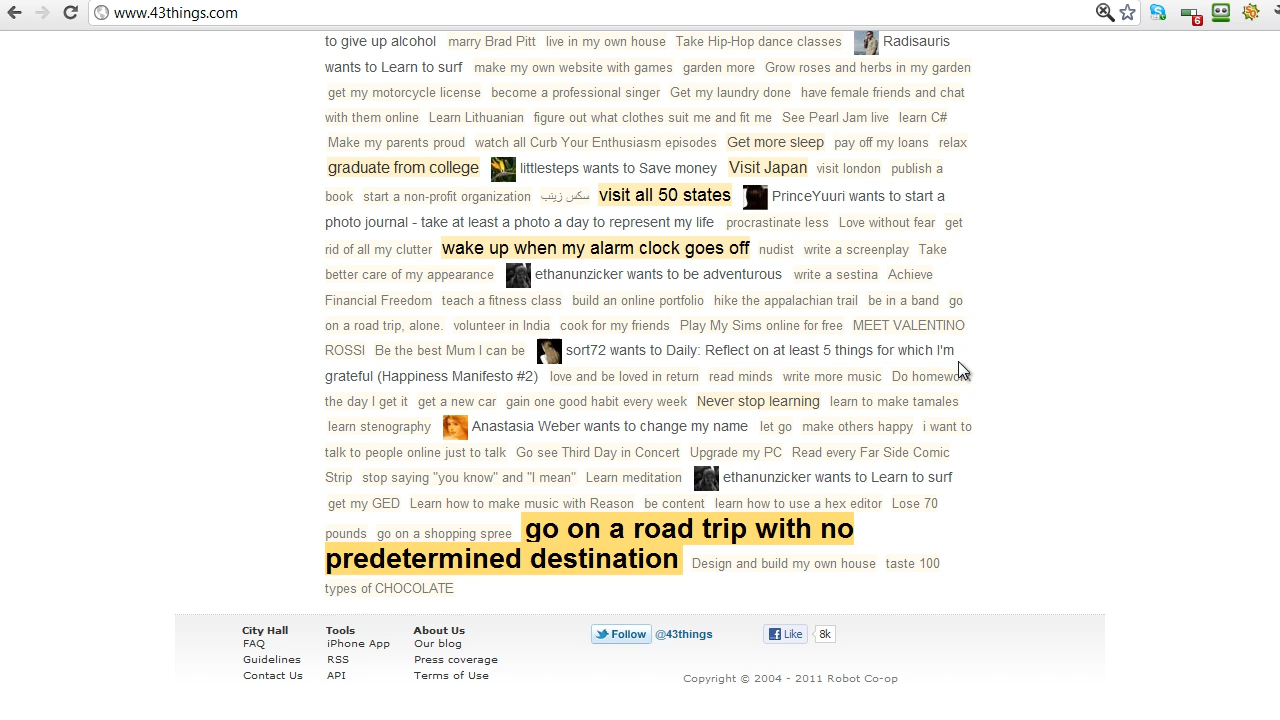 www.43things.com
6
to give up alcohol marry Brad Pitt live in my own house Take Hip-Hop dance classes Radisauris
wants to Learn to surf make my own website with games garden more Grow roses and herbs in my garden
get my motorcycle license become a professional singer Get my laundry done have female friends and chat
with them online Learn Lithuanian figure out what clothes suit me and fit me See Pearl Jam live learn C#
Make my parents proud watch all Curb Your Enthusiasm episodes Get more sleep pay off my loans relax
graduate from college littlesteps wants to Save money Visit Japan visit london publish a
book start a non-profit organization سكس زينب visit all 50 states PrinceYuuri wants to start a
photo journal - take at least a photo a day to represent my life procrastinate less Love without fear get
rid of all my clutter wake up when my alarm clock goes off nudist write a screenplay Take
better care of my appearance ethanunzicker wants to be adventurous write a sestina Achieve
Financial Freedom teach a fitness class build an online portfolio hike the appalachian trail be in a band go
on a road trip, alone. volunteer in India cook for my friends Play My Sims online for free MEET VALENTINO
ROSSI Be the best Mum I can be sort72 wants to Daily: Reflect on at least 5 things for which I'm
grateful (Happiness Manifesto #2) love and be loved in return read minds write more music Do homework
the day I get it get a new car gain one good habit every week Never stop learning learn to make tamales
learn stenography Anastasia Weber wants to change my name let go make others happy i want to
talk to people online just to talk Go see Third Day in Concert Upgrade my PC Read every Far Side Comic
Strip stop saying "you know" and "I mean" Learn meditation ethanunzicker wants to Learn to surf
get my GED Learn how to make music with Reason be content learn how to use a hex editor Lose 70
pounds go on a shopping spree go on a road trip with no
predetermined destination Design and build my own house taste 100
types of CHOCOLATE
City Hall Tools About Us Follow @43things Like 8k
FAQ iPhone App Our blog
Guidelines RSS Press coverage
Contact Us API Terms of Use
Copyright © 2004 - 2011 Robot Co-op